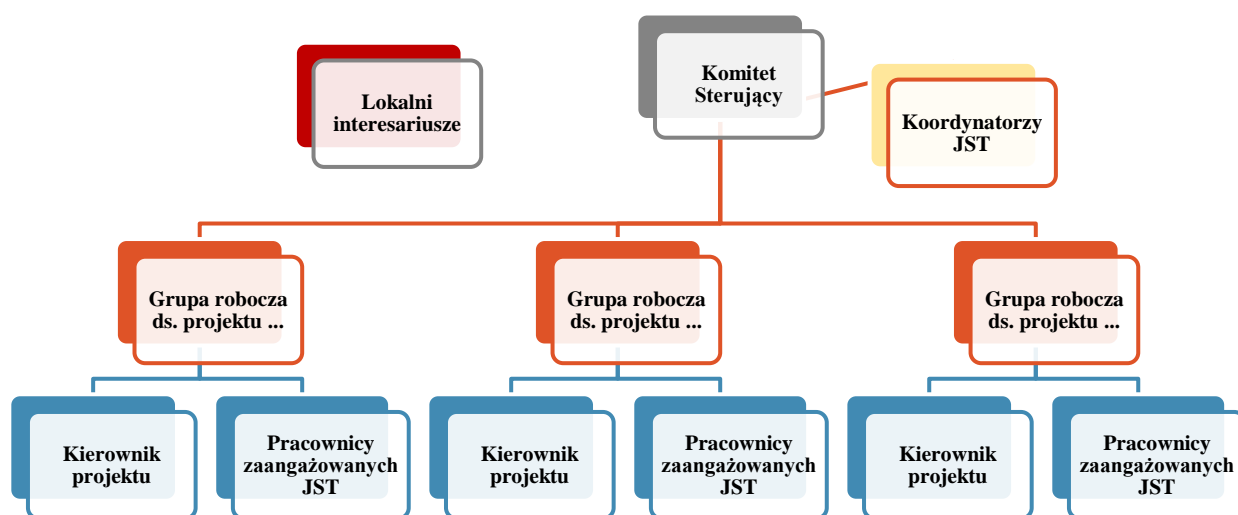 Komitet
Sterujący
Lokalni
interesariusze
Koordynatorzy
JST
Grupa robocza
ds. projektu ...
Grupa robocza
ds. projektu ...
Grupa robocza
ds. projektu ...
Kierownik
projektu
Pracownicy
zaangażowanych
JST
Kierownik
projektu
Pracownicy
zaangażowanych
JST
Kierownik
projektu
Pracownicy
zaangażowanych
JST